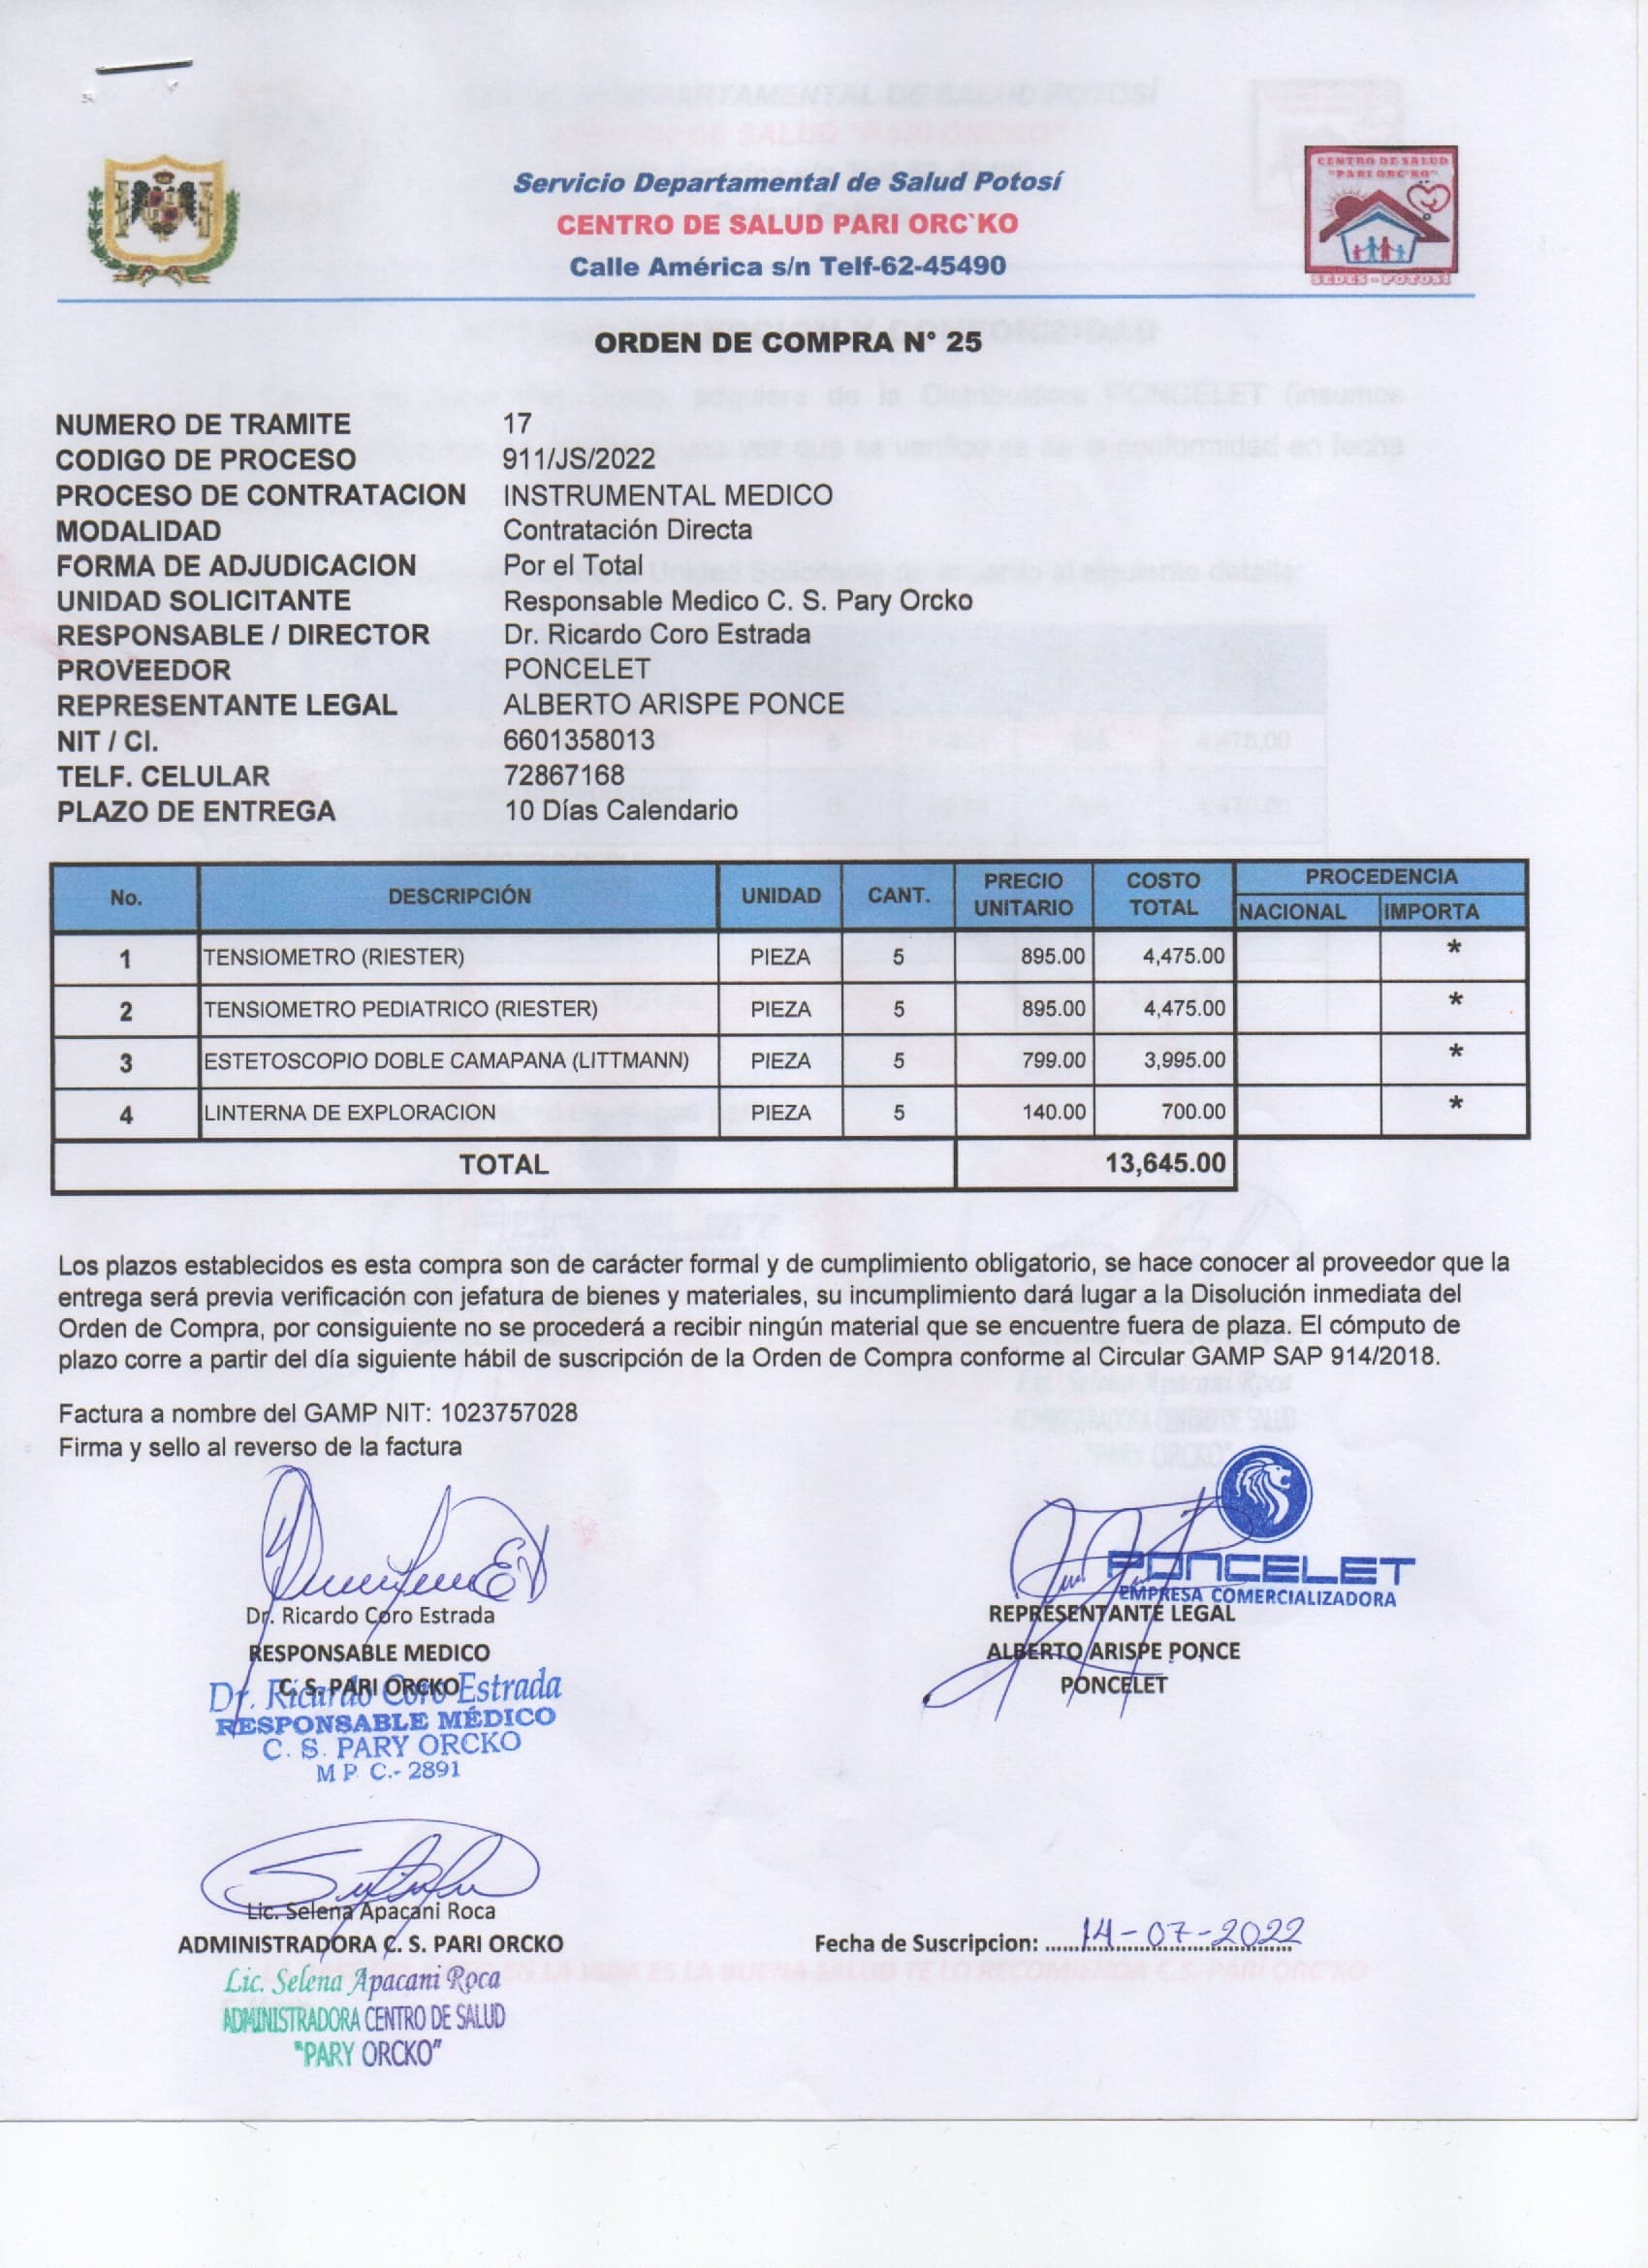 Servicio Departamental de Salud Potosí
CENTRO DE SALUD PARI ORC`KO
Calle América s/n Telf-62-45490
CENTRO DE SALUD
"PARI ORC'KO"
SEDES - POTOSÍ
ORDEN DE COMPRA N° 25
NUMERO DE TRAMITE 17
CODIGO DE PROCESO 911/JS/2022
PROCESO DE CONTRATACION INSTRUMENTAL MEDICO
MODALIDAD Contratación Directa
FORMA DE ADJUDICACION Por el Total
UNIDAD SOLICITANTE Responsable Medico C. S. Pary Orcko
RESPONSABLE / DIRECTOR Dr. Ricardo Coro Estrada
PROVEEDOR PONCELET
REPRESENTANTE LEGAL ALBERTO ARISPE PONCE
NIT / CI. 6601358013
TELF. CELULAR 72867168
PLAZO DE ENTREGA 10 Días Calendario
No. DESCRIPCIÓN UNIDAD CANT. PRECIO UNITARIO COSTO TOTAL PROCEDENCIA
NACIONAL IMPORTA
1 TENSIOMETRO (RIESTER) PIEZA 5 895.00 4,475.00 *
2 TENSIOMETRO PEDIATRICO (RIESTER) PIEZA 5 895.00 4,475.00 *
3 ESTETOSCOPIO DOBLE CAMAPANA (LITTMANN) PIEZA 5 799.00 3,995.00 *
4 LINTERNA DE EXPLORACION PIEZA 5 140.00 700.00 *
TOTAL 13,645.00
Los plazos establecidos es esta compra son de carácter formal y de cumplimiento obligatorio, se hace conocer al proveedor que la
entrega será previa verificación con jefatura de bienes y materiales, su incumplimiento dará lugar a la Disolución inmediata del
Orden de Compra, por consiguiente no se procederá a recibir ningún material que se encuentre fuera de plaza. El cómputo de
plazo corre a partir del día siguiente hábil de suscripción de la Orden de Compra conforme al Circular GAMP SAP 914/2018.
Factura a nombre del GAMP NIT: 1023757028
Firma y sello al reverso de la factura
Dr. Ricardo Coro Estrada
RESPONSABLE MEDICO
C. S. PARI ORCKO
Dr. Ricardo Coro Estrada
RESPONSABLE MÉDICO
C. S. PARY ORCKO
M P. C.- 2891
PONCELET
EMPRESA COMERCIALIZADORA
REPRESENTANTE LEGAL
ALBERTO ARISPE PONCE
PONCELET
Lic. Selena Apacani Roca
ADMINISTRADORA C. S. PARI ORCKO
Lic. Selena Apacani Roca
ADMINISTRADORA CENTRO DE SALUD
"PARY ORCKO"
Fecha de Suscripcion: 14-07-2022